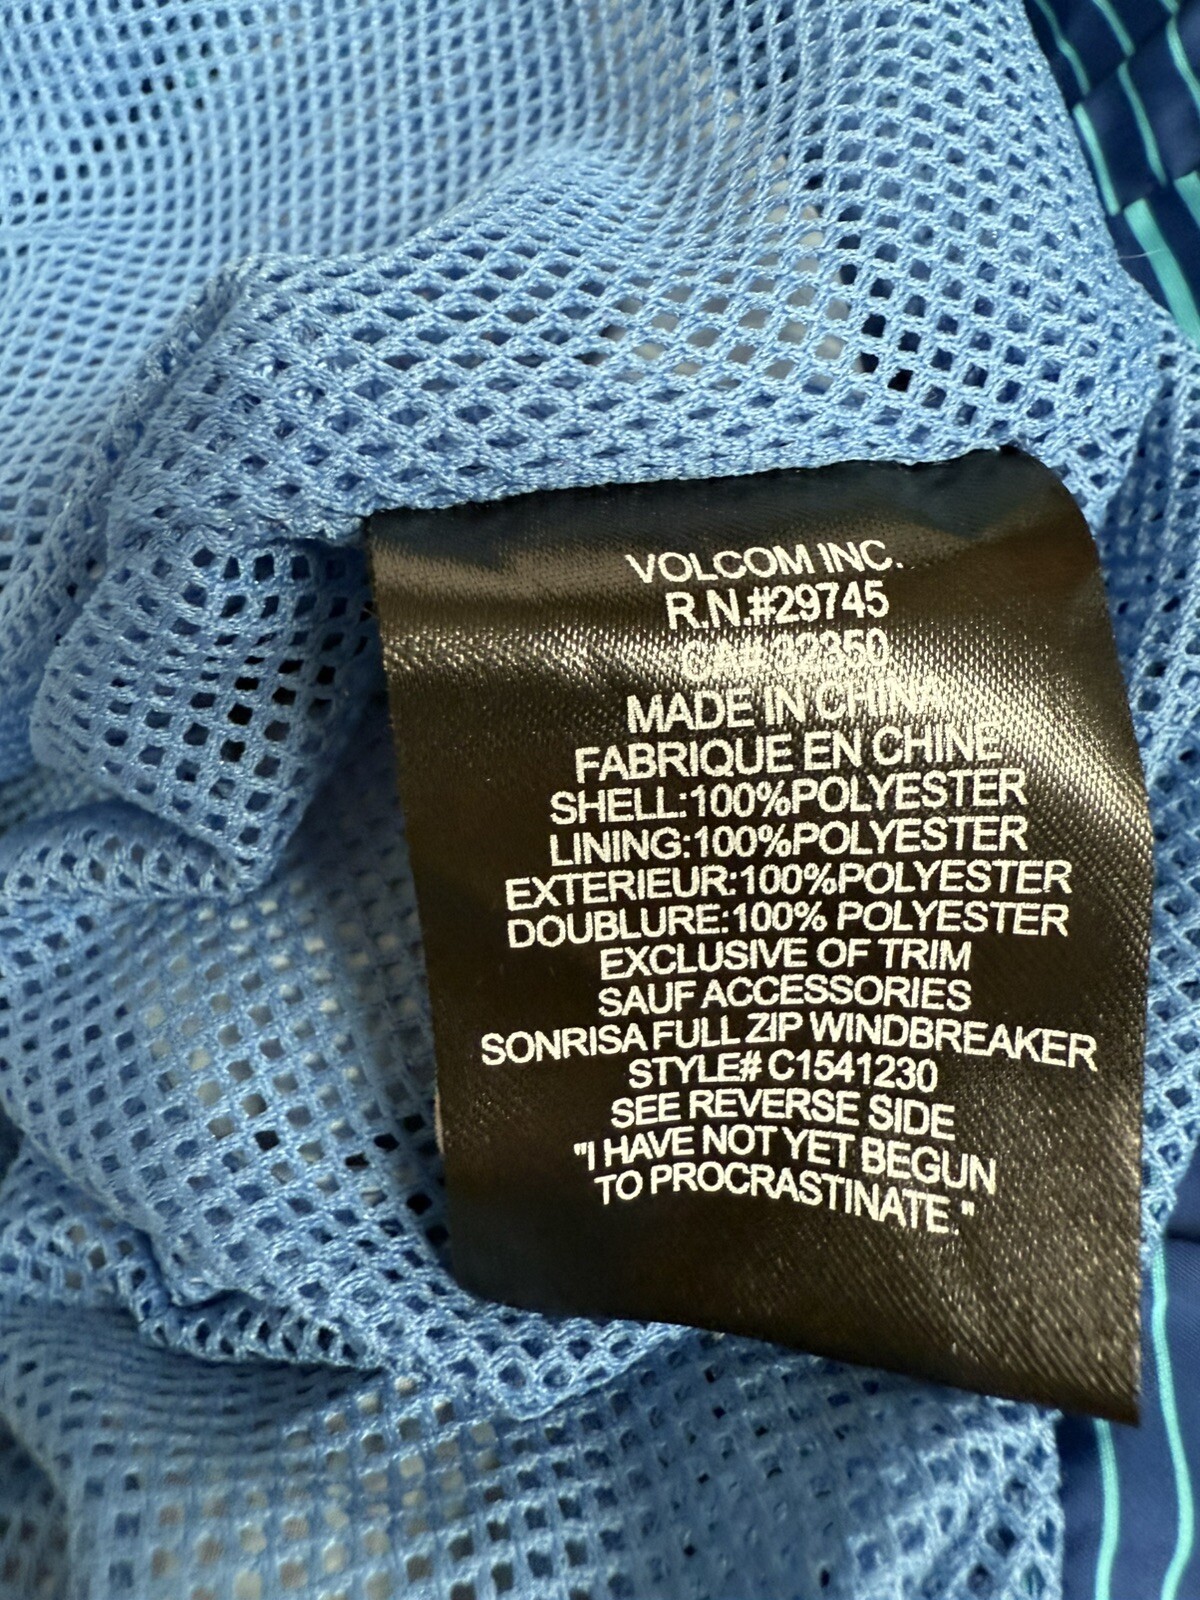 VOLCOM INC.
R.N.#29745
CA# 32350
MADE IN CHINA
FABRIQUE EN CHINE
SHELL:100%POLYESTER
LINING:100%POLYESTER
EXTERIEUR:100%POLYESTER
DOUBLURE:100% POLYESTER
EXCLUSIVE OF TRIM
SAUF ACCESSORIES
SONRISA FULL ZIP WINDBREAKER
STYLE# C1541230
SEE REVERSE SIDE
"I HAVE NOT YET BEGUN
TO PROCRASTINATE."